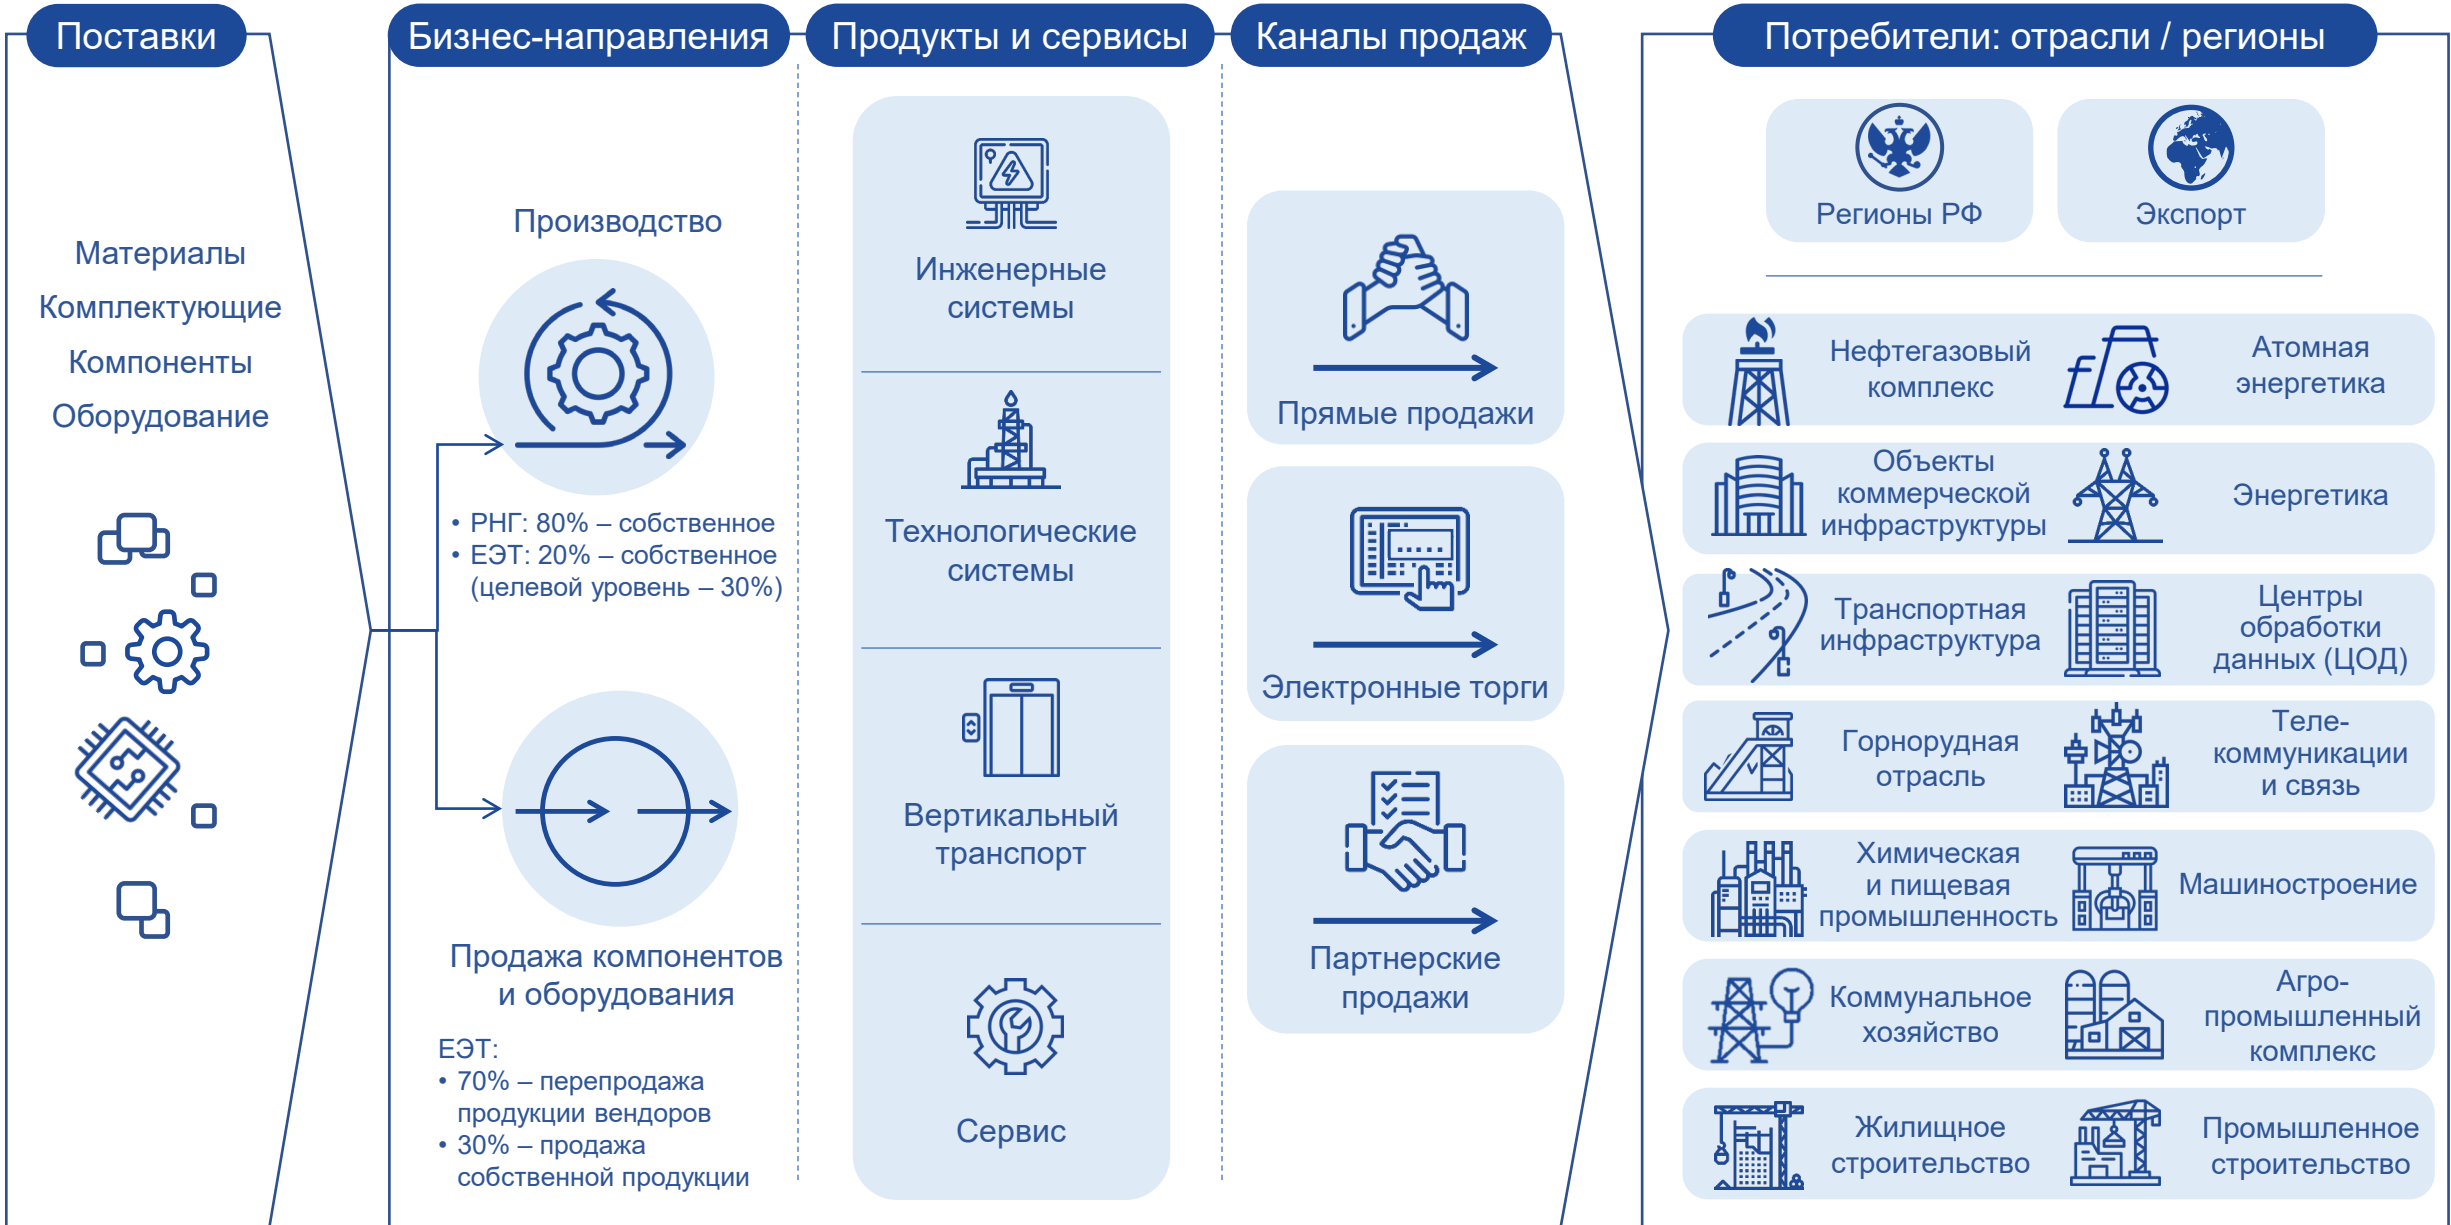 Поставки
Материалы
Комплектующие
Компоненты
Оборудование
Бизнес-направления
Производство
• РНГ: 80% – собственное
• ЕЭТ: 20% – собственное
(целевой уровень – 30%)
Продажа компонентов
и оборудования
ЕЭТ:
• 70% – перепродажа
продукции вендоров
• 30% – продажа
собственной продукции
Продукты и сервисы
Инженерные
системы
Технологические
системы
Вертикальный
транспорт
Сервис
Каналы продаж
Прямые продажи
Электронные торги
Партнерские
продажи
Потребители: отрасли / регионы
Регионы РФ
Экспорт
Нефтегазовый
комплекс
Атомная
энергетика
Объекты
коммерческой
инфраструктуры
Энергетика
Транспортная
инфраструктура
Центры
обработки
данных (ЦОД)
Горнорудная
отрасль
Теле-
коммуникации
и связь
Химическая
и пищевая
промышленность
Машиностроение
Коммунальное
хозяйство
Агро-
промышленный
комплекс
Жилищное
строительство
Промышленное
строительство